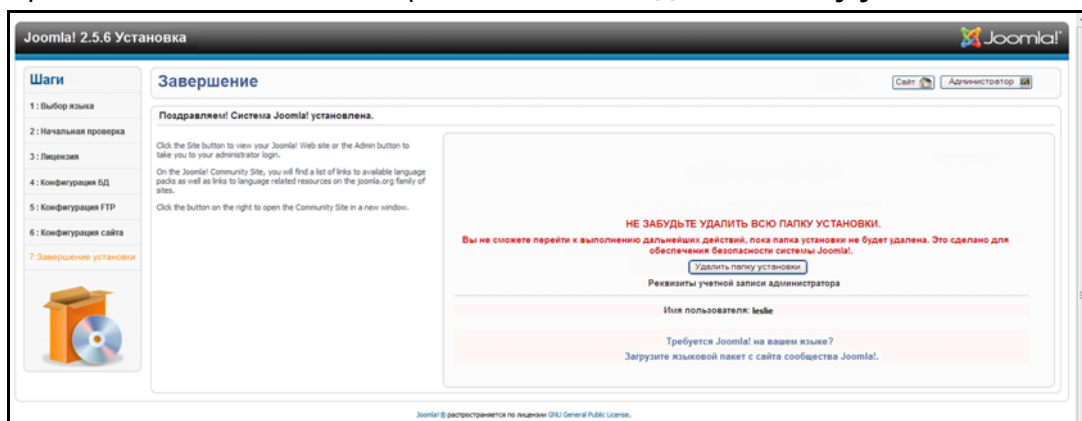 Joomla! 2.5.6 Установка
Joomla!
Шаги
1 : Выбор языка
2 : Начальная проверка
3 : Лицензия
4 : Конфигурация БД
5 : Конфигурация FTP
6 : Конфигурация сайта
7:Завершение установки
Завершение
Сайт
Администратор
Поздравляем! Система Joomla! установлена.
Click the Site button to view your Joomla! Web site or the Admin button to
take you to your administrator login.
On the Joomla! Community Site, you will find a list of links to available language
packs as well as links to language related resources on the joomla.org family of
sites.
Click the button on the right to open the Community Site in a new window.
НЕ ЗАБУДЬТЕ УДАЛИТЬ ВСЮ ПАПКУ УСТАНОВКИ.
Вы не сможете перейти к выполнению дальнейших действий, пока папка установки не будет удалена. Это сделано для
обеспечения безопасности системы Joomla!.
Удалить папку установки
Реквизиты учетной записи администратора
Имя пользователя: leslie
Требуется Joomla! на вашем языке?
Загрузите языковой пакет с сайта сообщества Joomla!.
Joomla! ® распространяется по лицензии GNU General Public License.